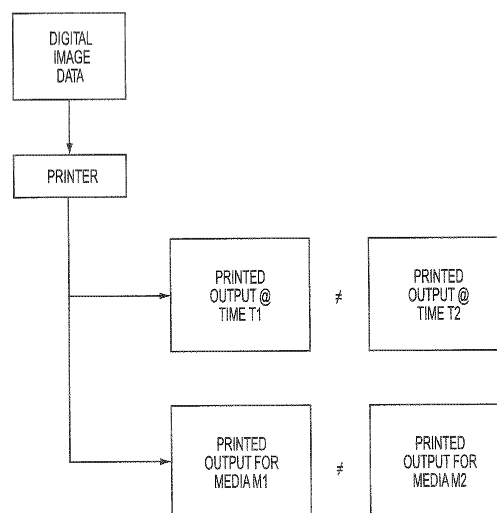 DIGITAL
IMAGE
DATA
PRINTER
PRINTED
OUTPUT @
TIME T1
≠
PRINTED
OUTPUT @
TIME T2
PRINTED
OUTPUT FOR
MEDIA M1
≠
PRINTED
OUTPUT FOR
MEDIA M2